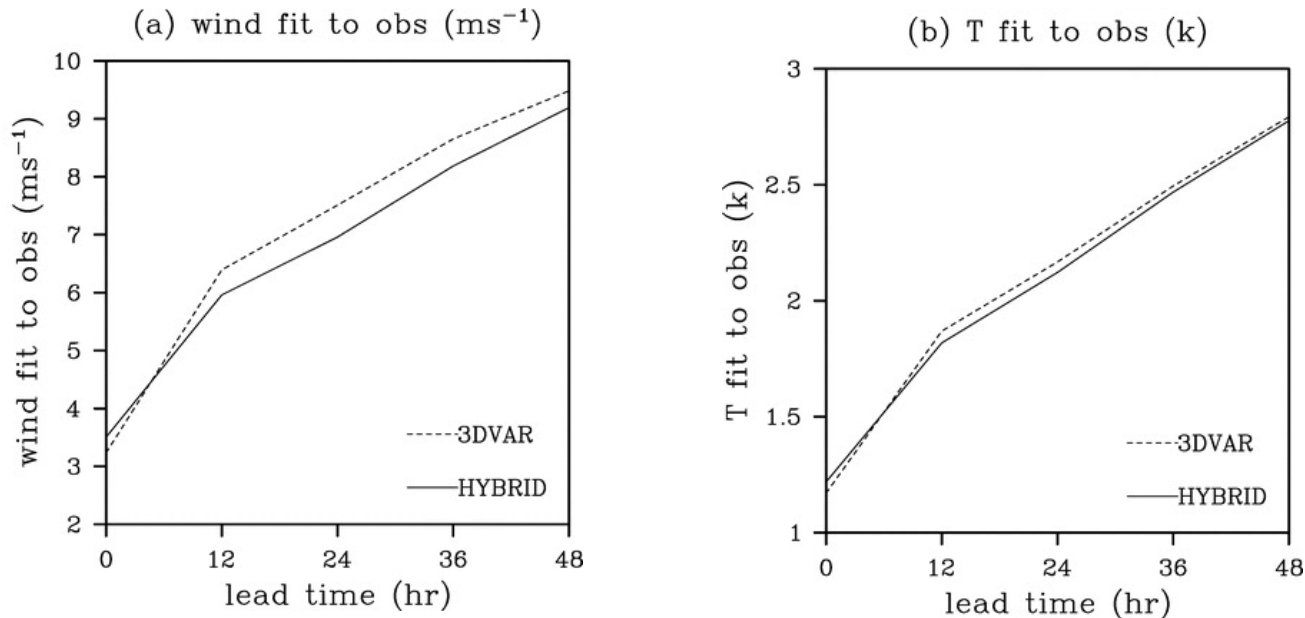 (a) wind fit to obs (ms⁻¹)
wind fit to obs (ms⁻¹)
10
9
8
7
6
5
4
3
2
3DVAR
HYBRID
0 12 24 36 48
lead time (hr)
(b) T fit to obs (k)
T fit to obs (k)
3
2.5
2
1.5
1
3DVAR
HYBRID
0 12 24 36 48
lead time (hr)